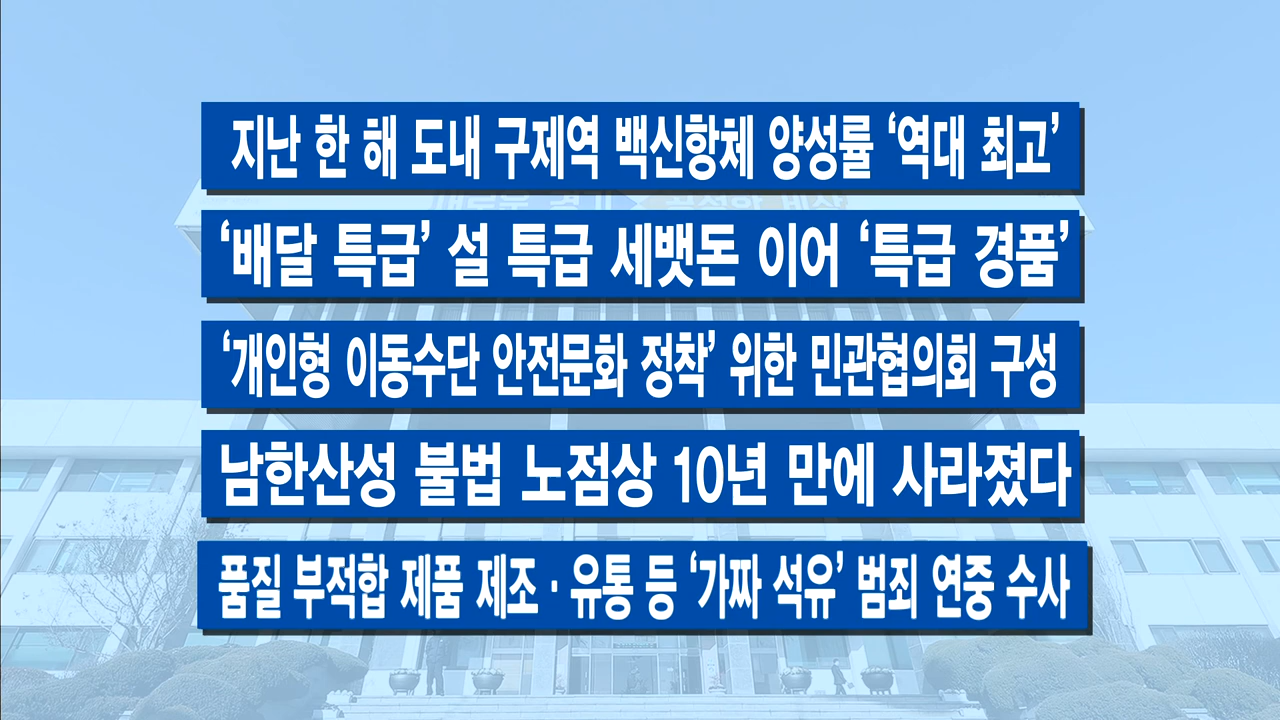 지난 한 해 도내 구제역 백신항체 양성률 ‘역대 최고’
‘배달 특급’ 설 특급 세뱃돈 이어 ‘특급 경품’
‘개인형 이동수단 안전문화 정착’ 위한 민관협의회 구성
남한산성 불법 노점상 10년 만에 사라졌다
품질 부적합 제품 제조·유통 등 ‘가짜 석유’ 범죄 연중 수사